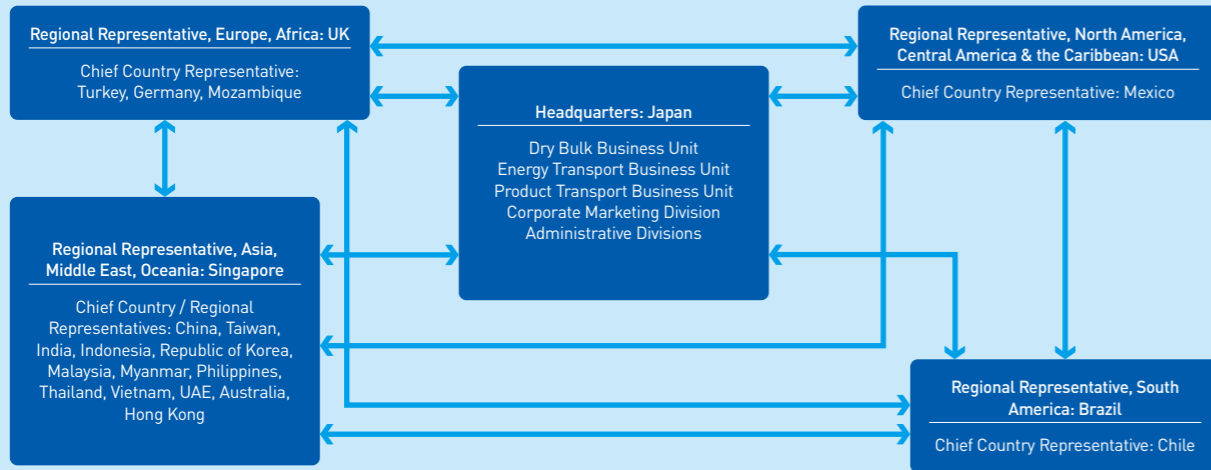 Regional Representative, Europe, Africa: UK
Chief Country Representative:
Turkey, Germany, Mozambique
Regional Representative, North America,
Central America & the Caribbean: USA
Chief Country Representative: Mexico
Headquarters: Japan
Dry Bulk Business Unit
Energy Transport Business Unit
Product Transport Business Unit
Corporate Marketing Division
Administrative Divisions
Regional Representative, Asia,
Middle East, Oceania: Singapore
Chief Country / Regional
Representatives: China, Taiwan,
India, Indonesia, Republic of Korea,
Malaysia, Myanmar, Philippines,
Thailand, Vietnam, UAE, Australia,
Hong Kong
Regional Representative, South
America: Brazil
Chief Country Representative: Chile